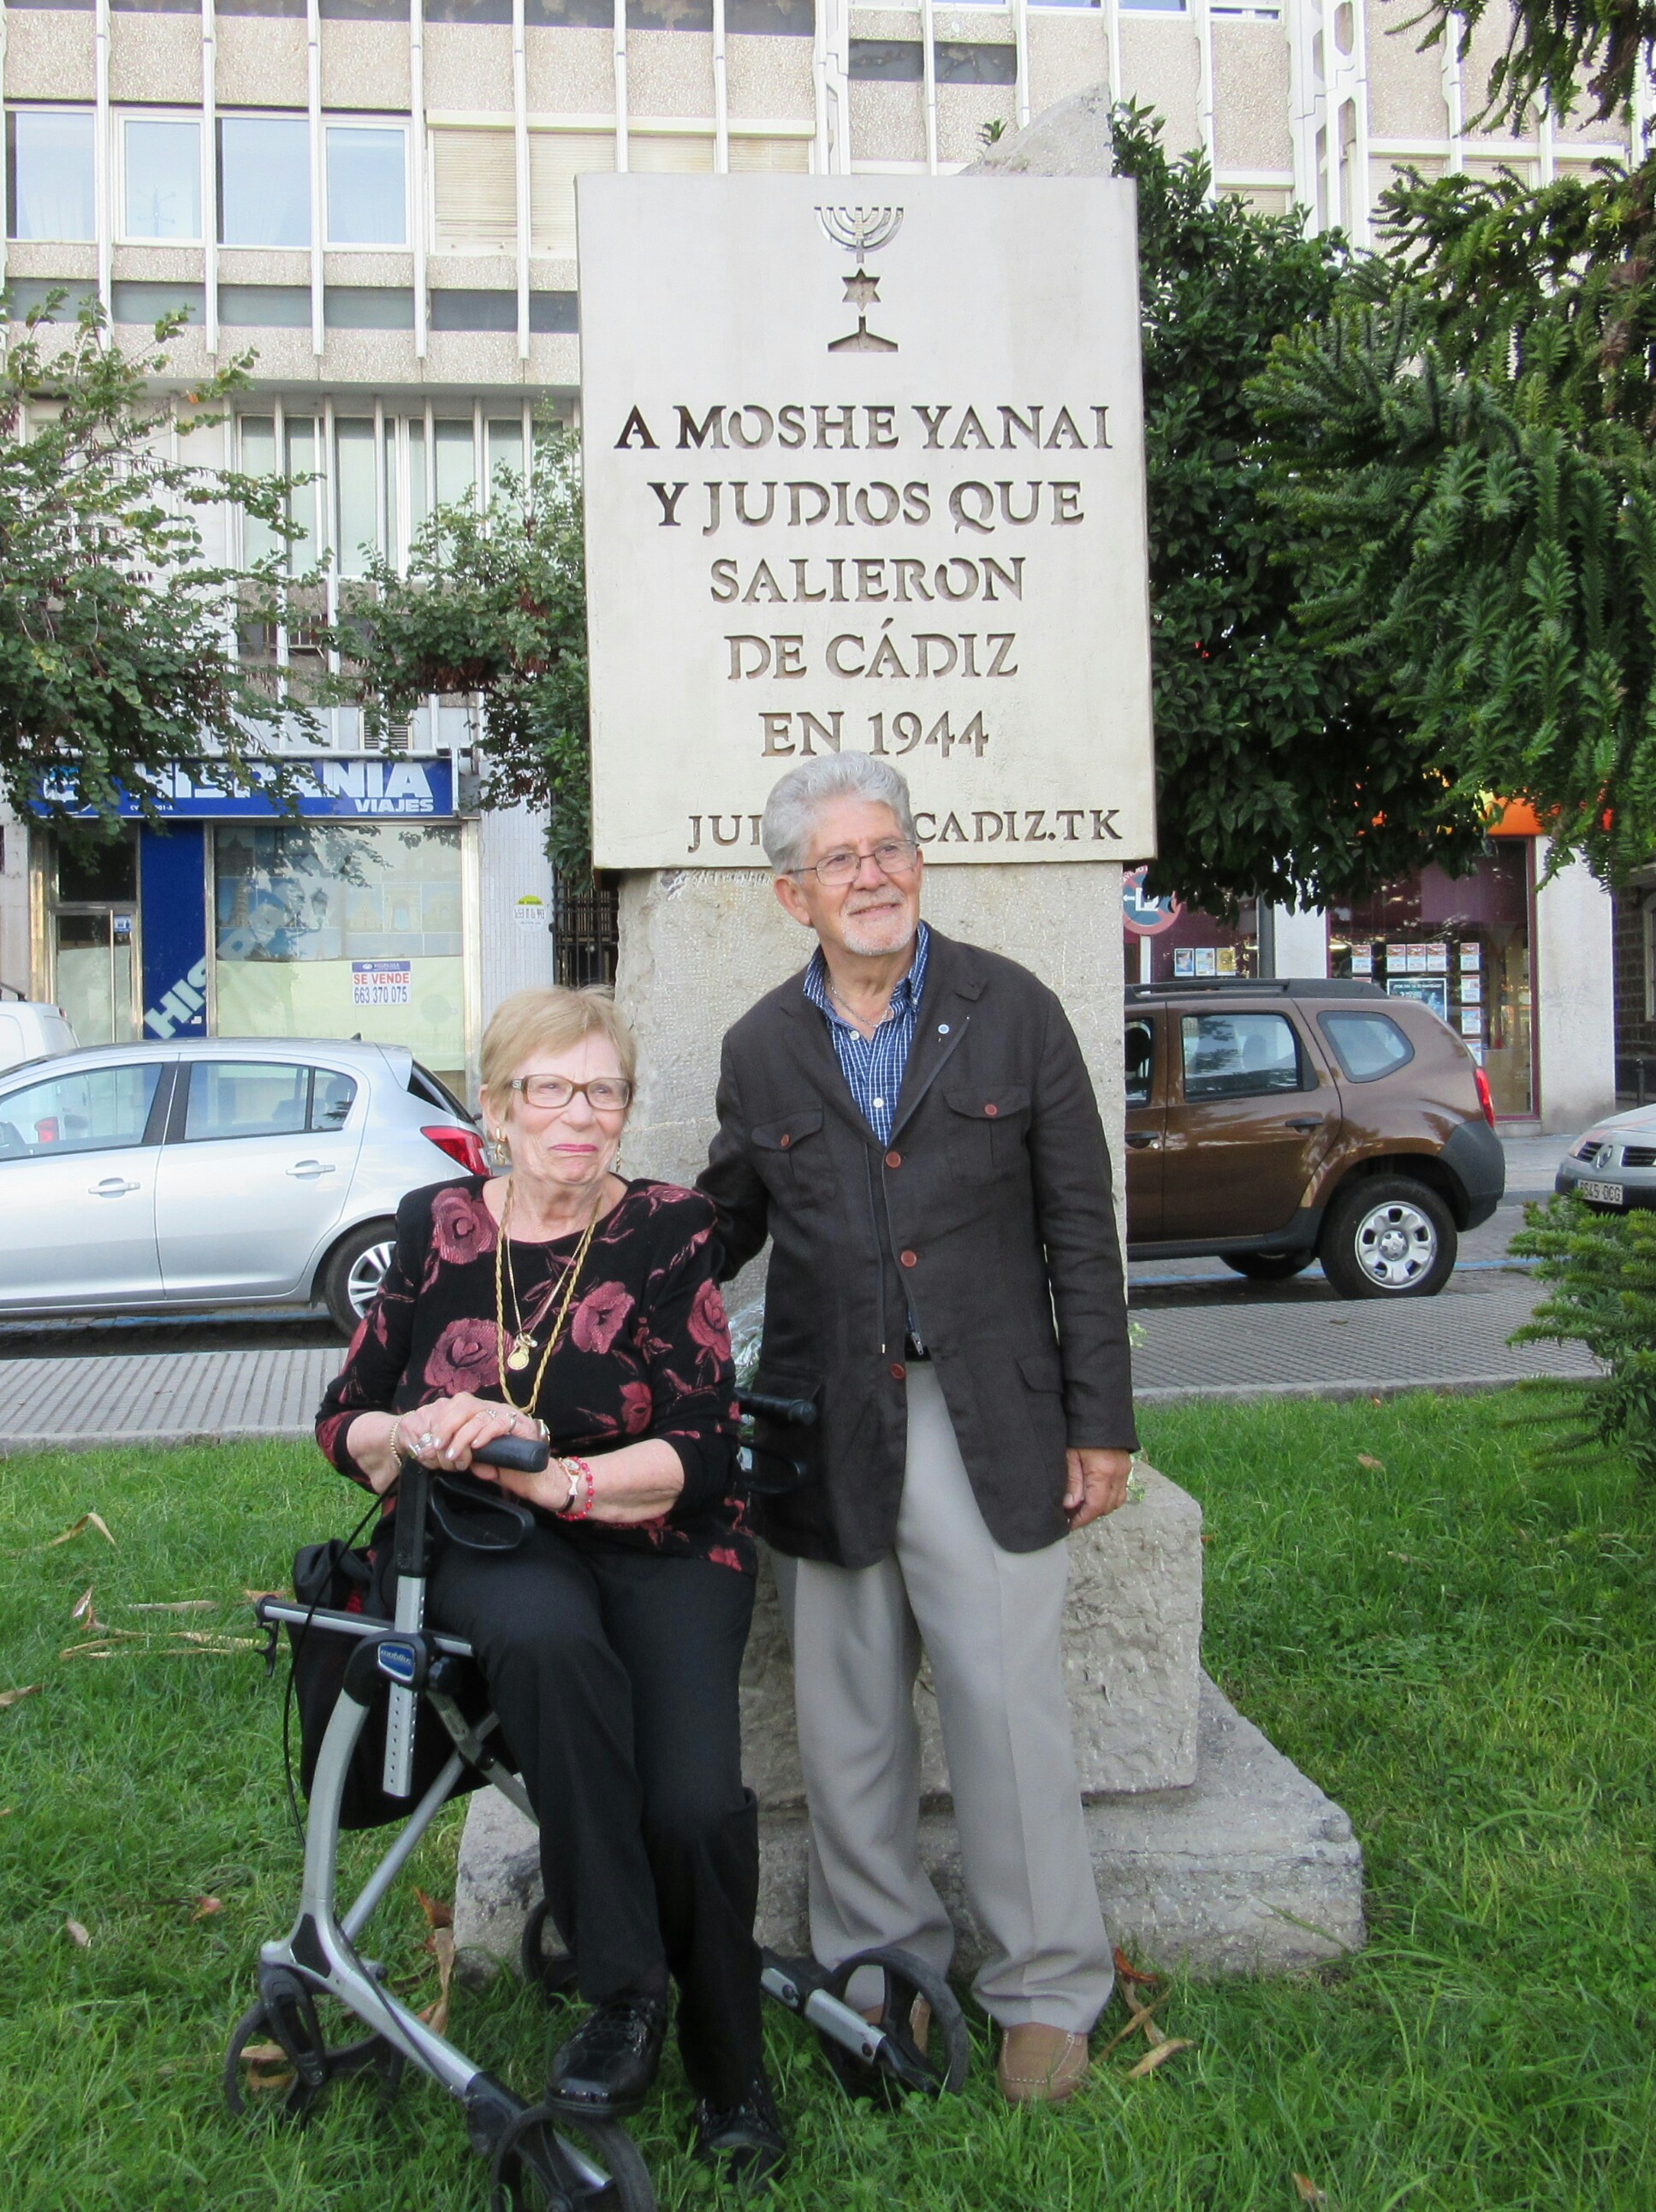 A MOSHE YANAI
Y JUDIOS QUE
SALIERON
DE CÁDIZ
EN 1944
CADIZ.TK
HISPANIA
VIAJES
SE VENDE
663 370 075